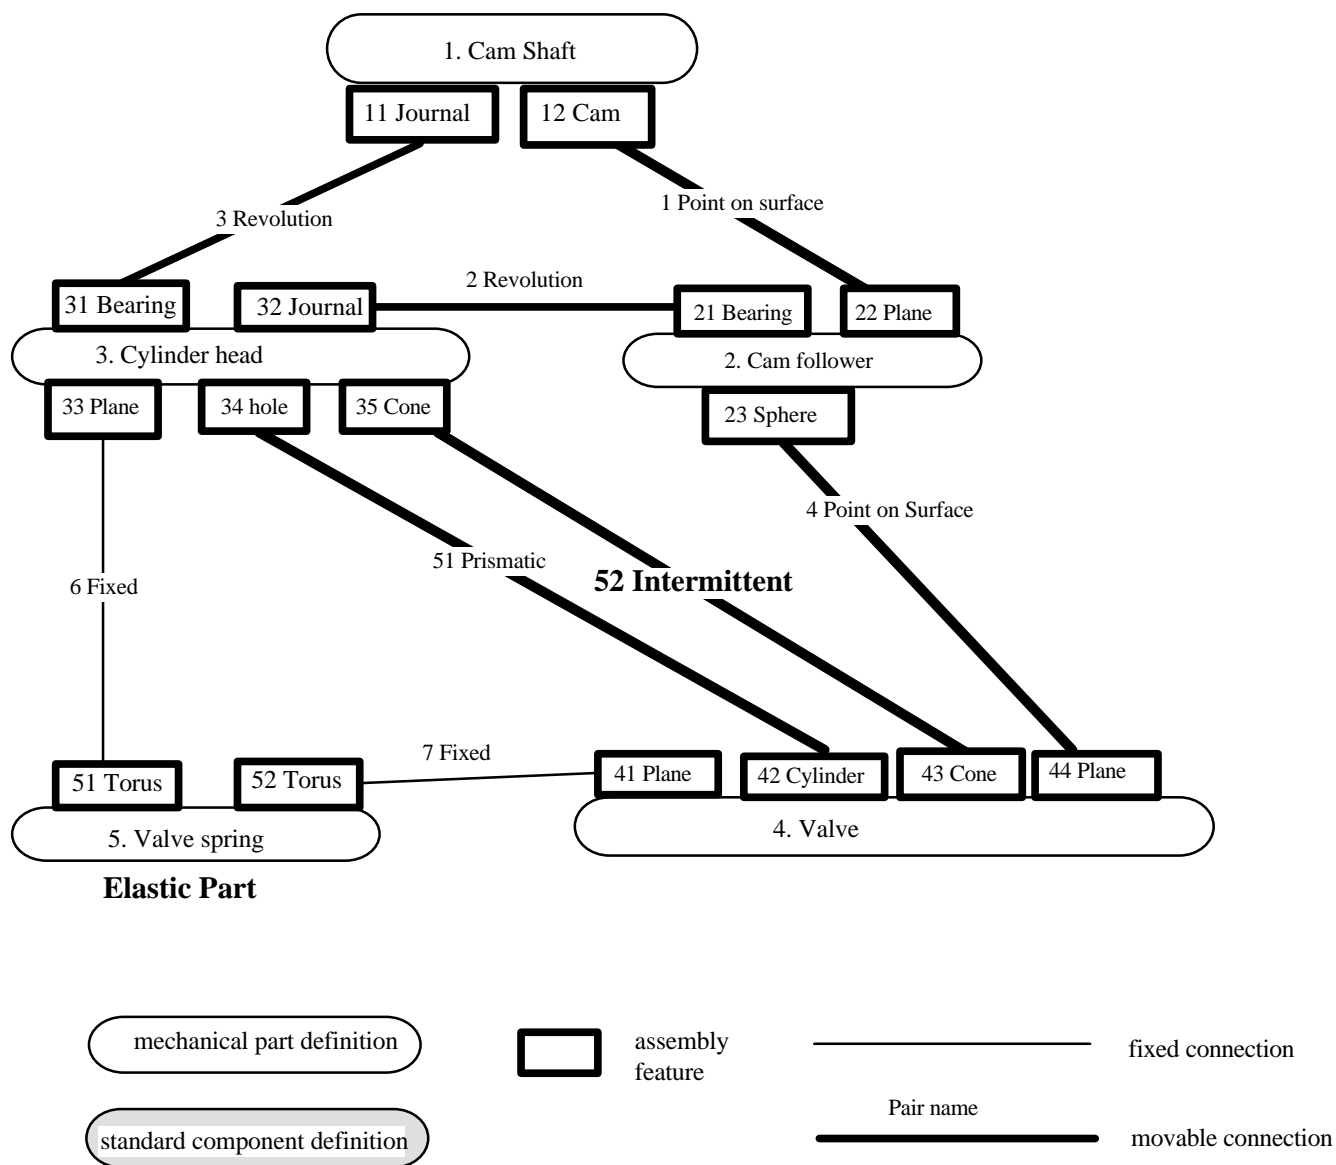 1. Cam Shaft
11 Journal
12 Cam
1 Point on surface
3 Revolution
2 Revolution
31 Bearing
32 Journal
21 Bearing
22 Plane
3. Cylinder head
2. Cam follower
33 Plane
34 hole
35 Cone
23 Sphere
4 Point on Surface
51 Prismatic
52 Intermittent
6 Fixed
7 Fixed
51 Torus
52 Torus
41 Plane
42 Cylinder
43 Cone
44 Plane
5. Valve spring
4. Valve
Elastic Part
mechanical part definition
assembly
feature
fixed connection
Pair name
standard component definition
movable connection